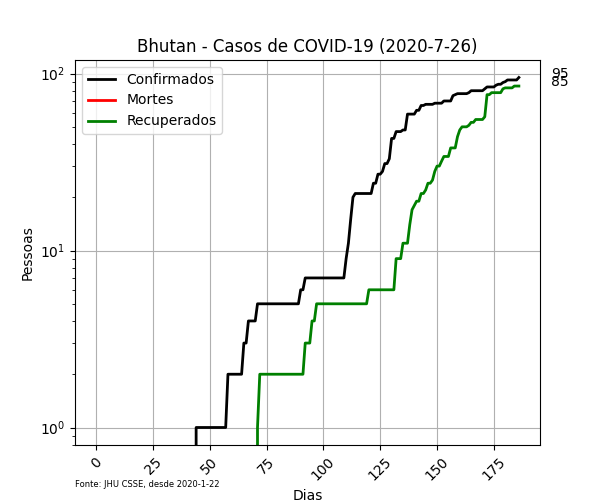 Bhutan - Casos de COVID-19 (2020-7-26)
Confirmados
Mortes
Recuperados
95
85
10²
10¹
10⁰
Pessoas
0
25
50
75
100
125
150
175
Fonte: JHU CSSE, desde 2020-1-22
Dias